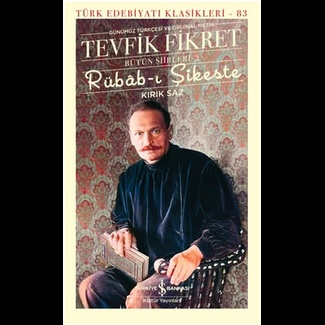 TÜRK EDEBİYATI KLASİKLERİ - 83
GÜNÜMÜZ TÜRKÇESİ VE ORİJİNAL METİN
TEVFİK FİKRET
BÜTÜN ŞİİRLERİ-3
Rübâb-ı Şikeste
KIRIK SAZ
TÜRKİYE BANKASI
Kültür Yayınları